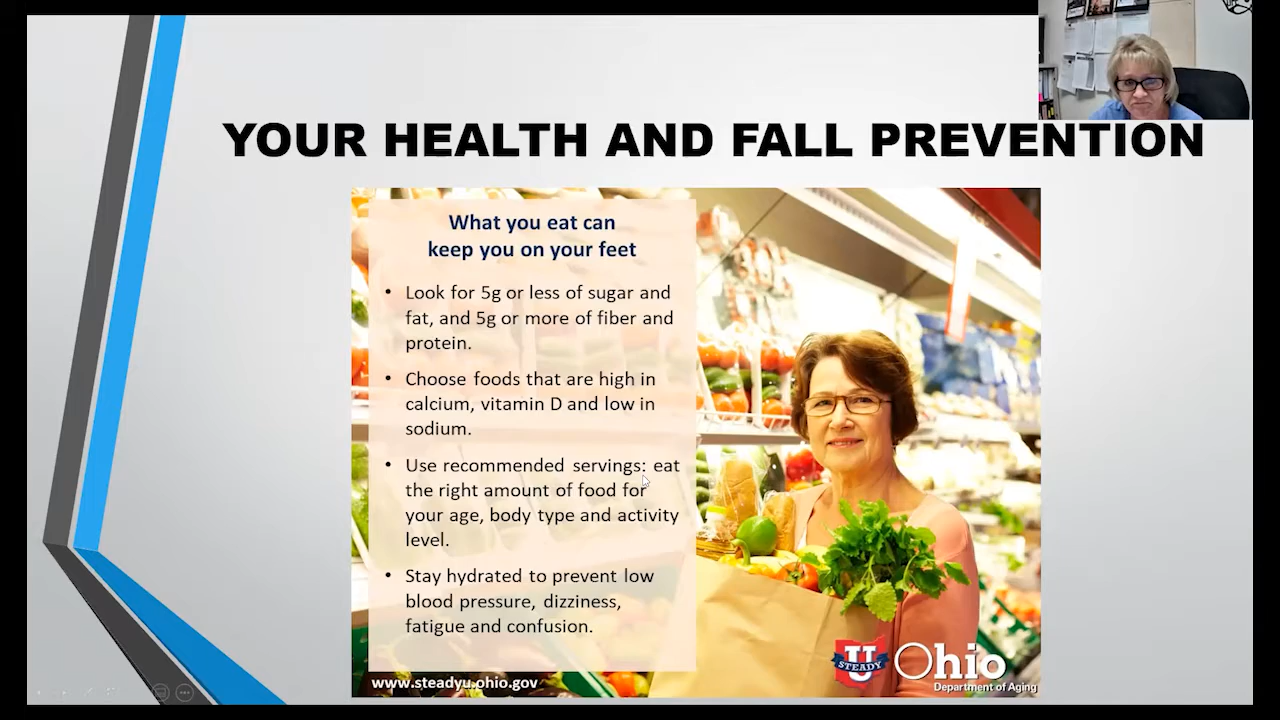 YOUR HEALTH AND FALL PREVENTION
What you eat can
keep you on your feet
• Look for 5g or less of sugar and
fat, and 5g or more of fiber and
protein.
• Choose foods that are high in
calcium, vitamin D and low in
sodium.
• Use recommended servings: eat
the right amount of food for
your age, body type and activity
level.
• Stay hydrated to prevent low
blood pressure, dizziness,
fatigue and confusion.
www.steadyu.ohio.gov
U
STEADY
Ohio
Department of Aging